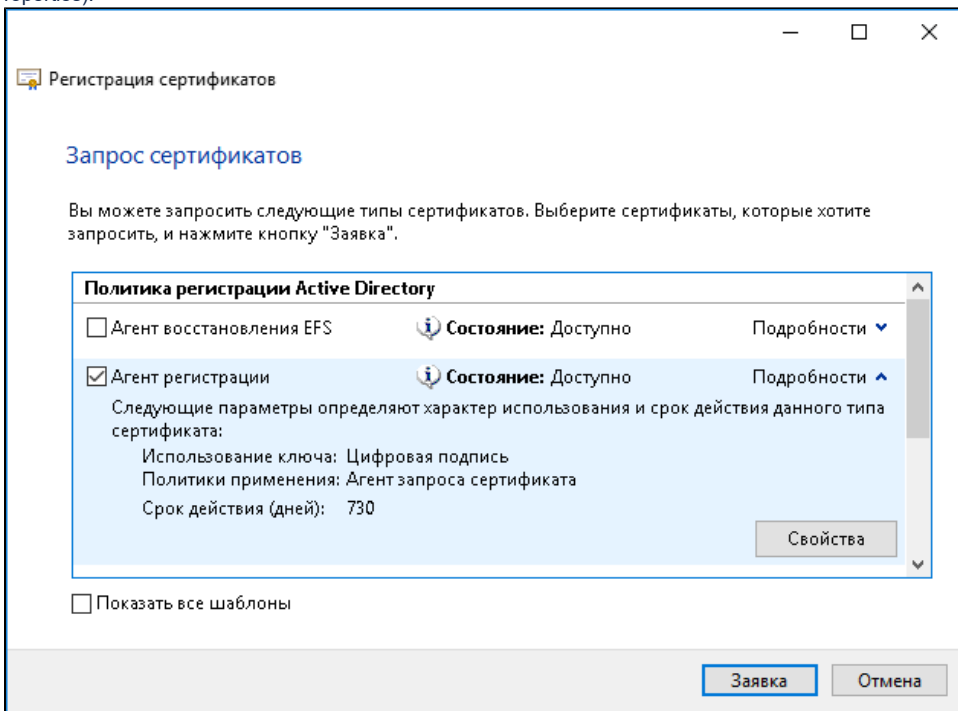 Регистрация сертификатов
Запрос сертификатов
Вы можете запросить следующие типы сертификатов. Выберите сертификаты, которые хотите
запросить, и нажмите кнопку "Заявка".
Политика регистрации Active Directory
Агент восстановления EFS Состояние: Доступно Подробности
Агент регистрации Состояние: Доступно Подробности
Следующие параметры определяют характер использования и срок действия данного типа
сертификата:
Использование ключа: Цифровая подпись
Политики применения: Агент запроса сертификата
Срок действия (дней): 730
Свойства
Показать все шаблоны
Заявка Отмена